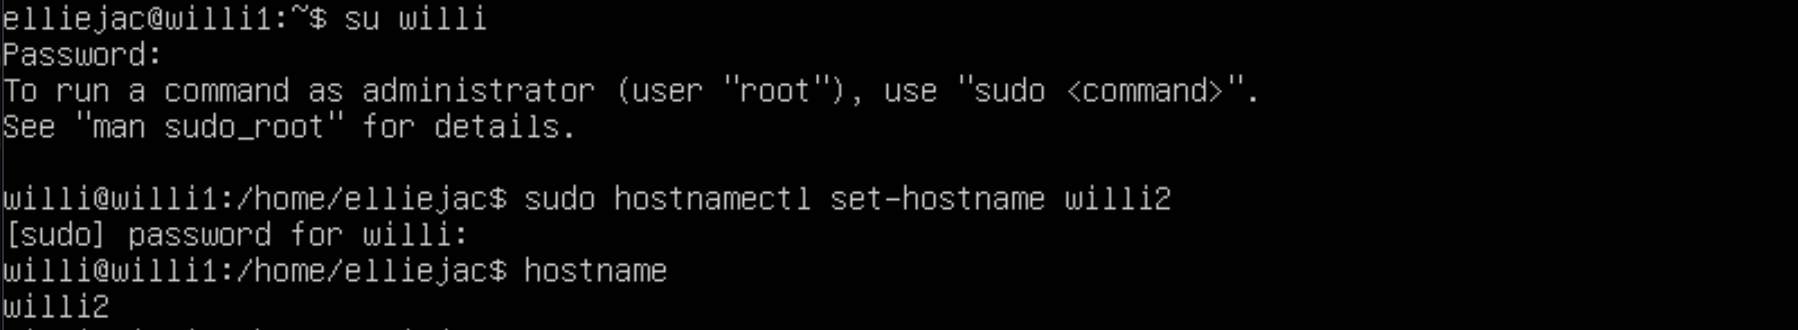 elliejac@willi1:~$ su willi
Password:
To run a command as administrator (user "root"), use "sudo <command>".
See "man sudo_root" for details.
willi@willi1:/home/elliejac$ sudo hostnamectl set-hostname willi2
[sudo] password for willi:
willi@willi1:/home/elliejac$ hostname
willi2